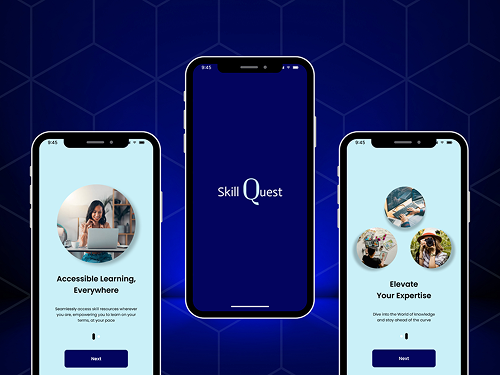 9:45
Skill Quest
9:45
Accessible Learning,
Everywhere
Seamlessly access skill resources wherever
you are, empowering you to learn on your
terms, at your pace
Next
9:45
Elevate
Your Expertise
Dive into the World of knowledge
and stay ahead of the curve
Next